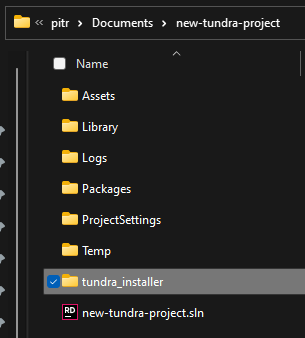 pitr > Documents > new-tundra-project
Name
Assets
Library
Logs
Packages
ProjectSettings
Temp
tundra_installer
RD new-tundra-project.sln